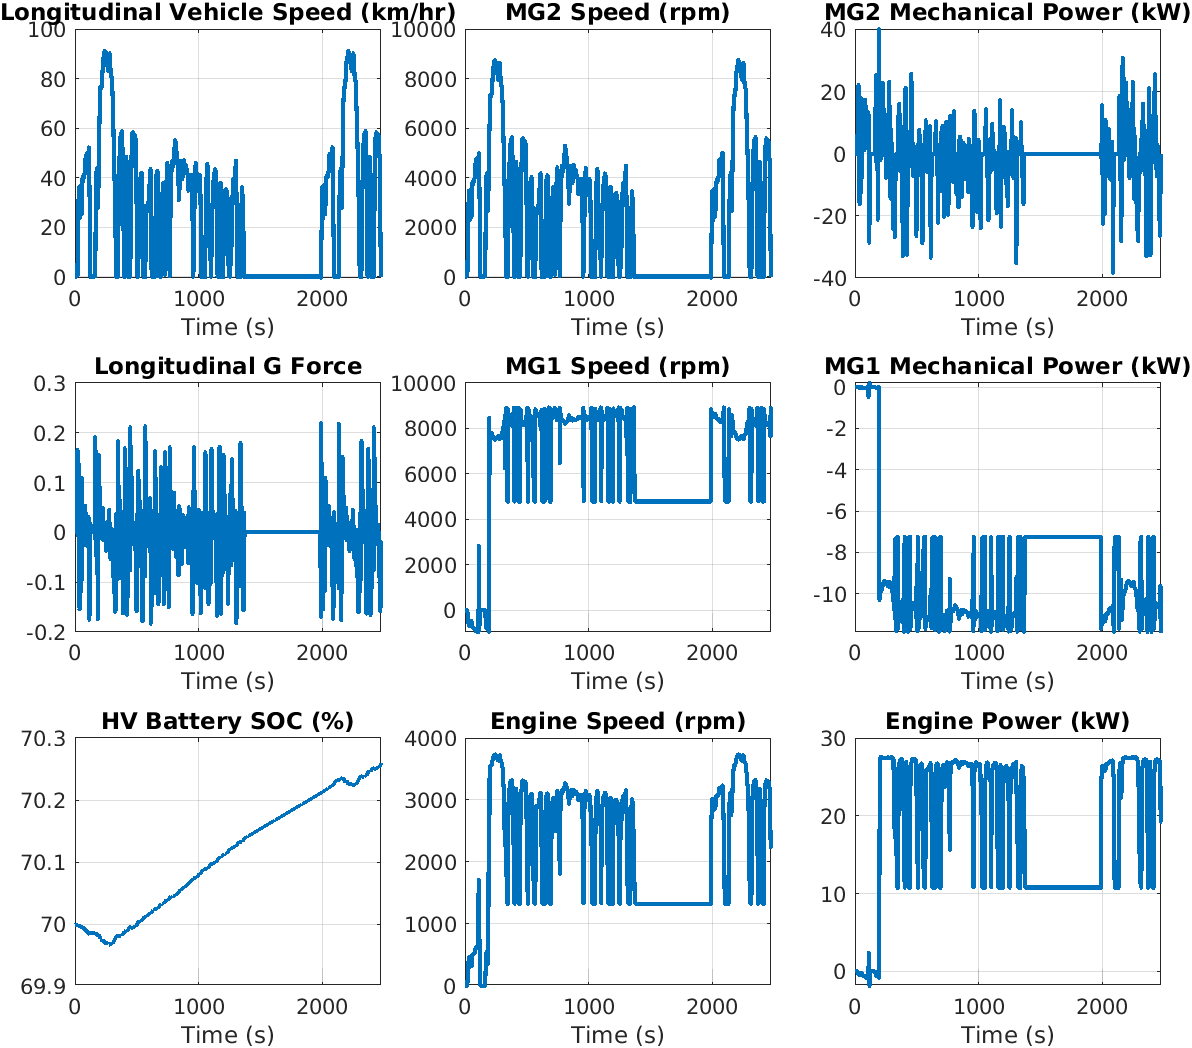 Longitudinal Vehicle Speed (km/hr)
100
80
60
40
20
0
0 1000 2000
Time (s)
MG2 Speed (rpm)
10000
8000
6000
4000
2000
0
0 1000 2000
Time (s)
MG2 Mechanical Power (kW)
40
20
0
-20
-40
0 1000 2000
Time (s)
Longitudinal G Force
0.3
0.2
0.1
0
-0.1
-0.2
0 1000 2000
Time (s)
MG1 Speed (rpm)
10000
8000
6000
4000
2000
0
0 1000 2000
Time (s)
MG1 Mechanical Power (kW)
0
-2
-4
-6
-8
-10
0 1000 2000
Time (s)
HV Battery SOC (%)
70.3
70.2
70.1
70
69.9
0 1000 2000
Time (s)
Engine Speed (rpm)
4000
3000
2000
1000
0
0 1000 2000
Time (s)
Engine Power (kW)
30
20
10
0
0 1000 2000
Time (s)